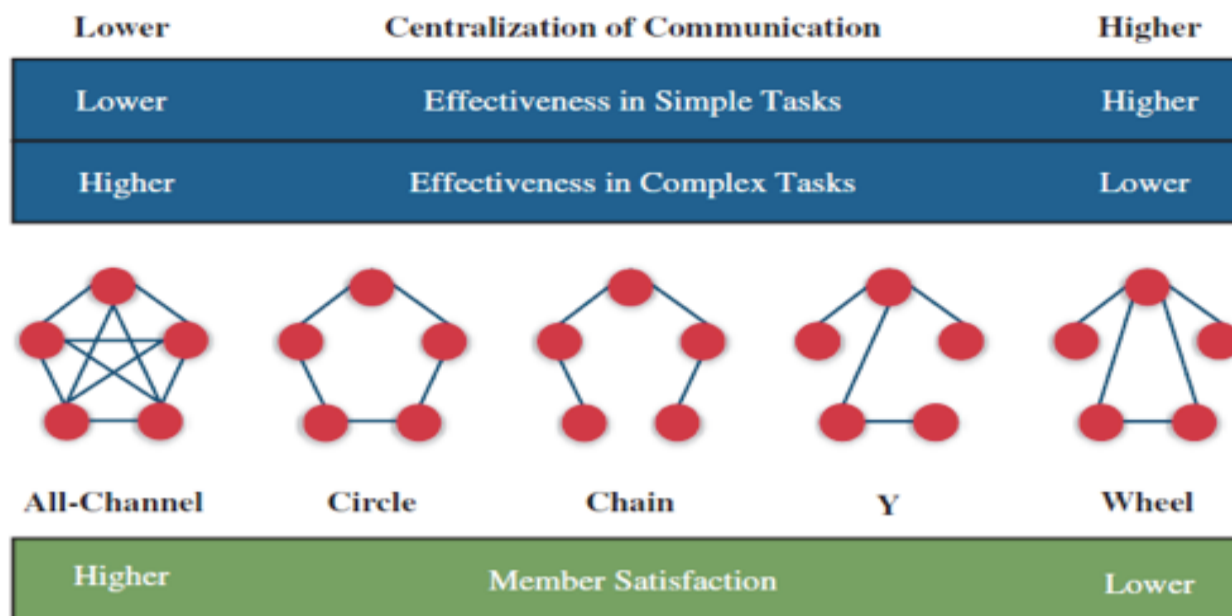 Lower Centralization of Communication Higher
Lower Effectiveness in Simple Tasks Higher
Higher Effectiveness in Complex Tasks Lower
All-Channel Circle Chain Y Wheel
Higher Member Satisfaction Lower